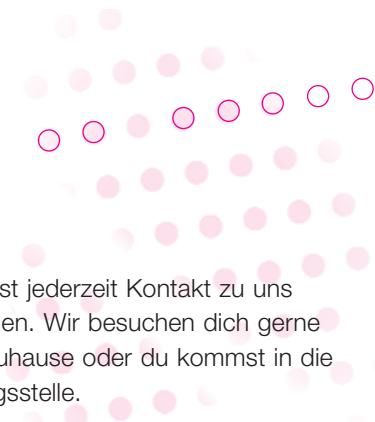 st jederzeit Kontakt zu uns
en. Wir besuchen dich gerne
uhause oder du kommst in die
gsstelle.